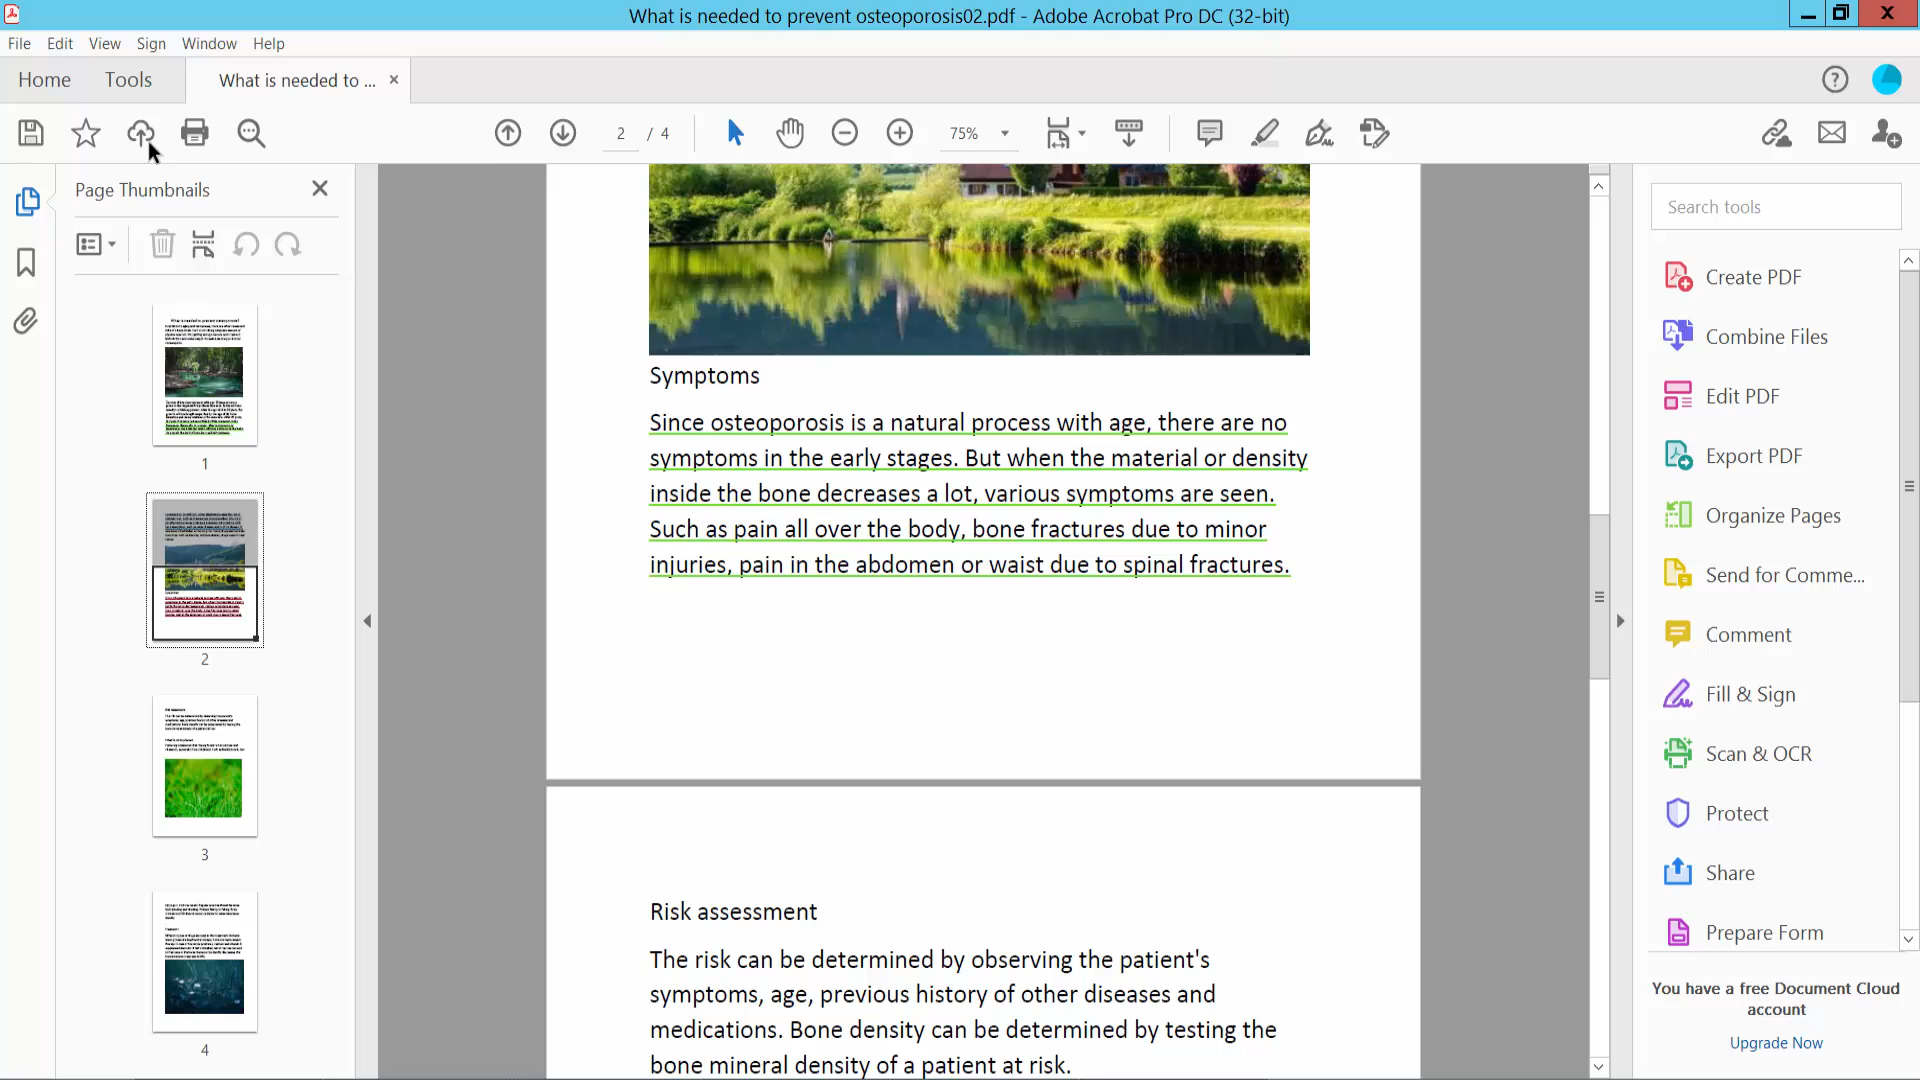 What is needed to prevent osteoporosis02.pdf - Adobe Acrobat Pro DC (32-bit)
File Edit View Sign Window Help
Home Tools What is needed to ...
2 / 4 75%
Page Thumbnails
1
2
3
4
Symptoms
Since osteoporosis is a natural process with age, there are no
symptoms in the early stages. But when the material or density
inside the bone decreases a lot, various symptoms are seen.
Such as pain all over the body, bone fractures due to minor
injuries, pain in the abdomen or waist due to spinal fractures.
Risk assessment
The risk can be determined by observing the patient's
symptoms, age, previous history of other diseases and
medications. Bone density can be determined by testing the
bone mineral density of a patient at risk.
Search tools
Create PDF
Combine Files
Edit PDF
Export PDF
Organize Pages
Send for Comme...
Comment
Fill & Sign
Scan & OCR
Protect
Share
Prepare Form
You have a free Document Cloud
account
Upgrade Now